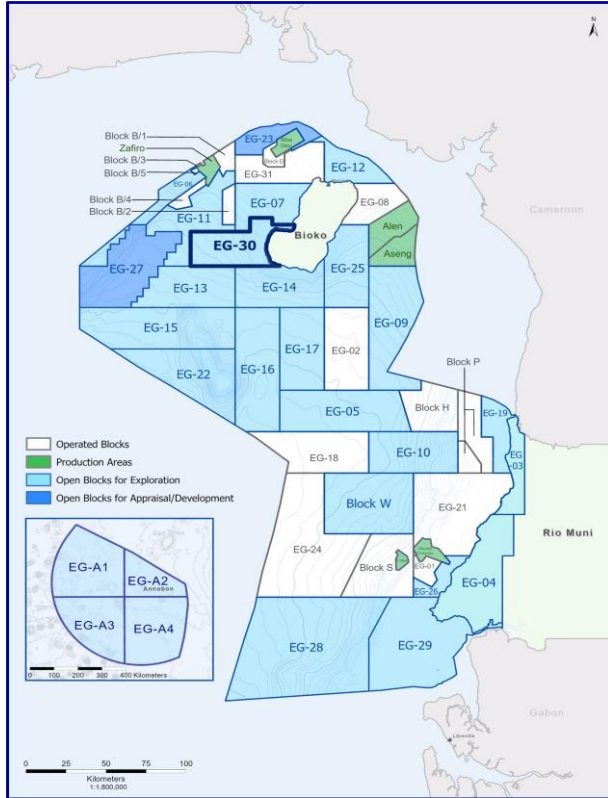 N
Block B/1
Zafiro
Block B/3
Block B/5
Block B/4
Block B/2
EG-23
Block D
EG-06
EG-31
EG-12
EG-11
EG-07
EG-08
Cameroon
Bioko
EG-30
Alen
Aseng
EG-27
EG-25
EG-13
EG-14
EG-15
EG-09
EG-17
EG-02
EG-22
EG-16
Block P
EG-05
Block H
EG-19
EG-03
EG-18
EG-10
Operated Blocks
Production Areas
Open Blocks for Exploration
Open Blocks for Appraisal/Development
Block W
EG-21
Rio Muni
EG-24
Block S
EG-01
EG-26
EG-04
EG-A1
EG-A2
Annobon
EG-A3
EG-A4
0 100 200 300 400 Kilometers
EG-28
EG-29
Gabon
Libreville
0 25 50 75 100
Kilometers
1:1,800,000